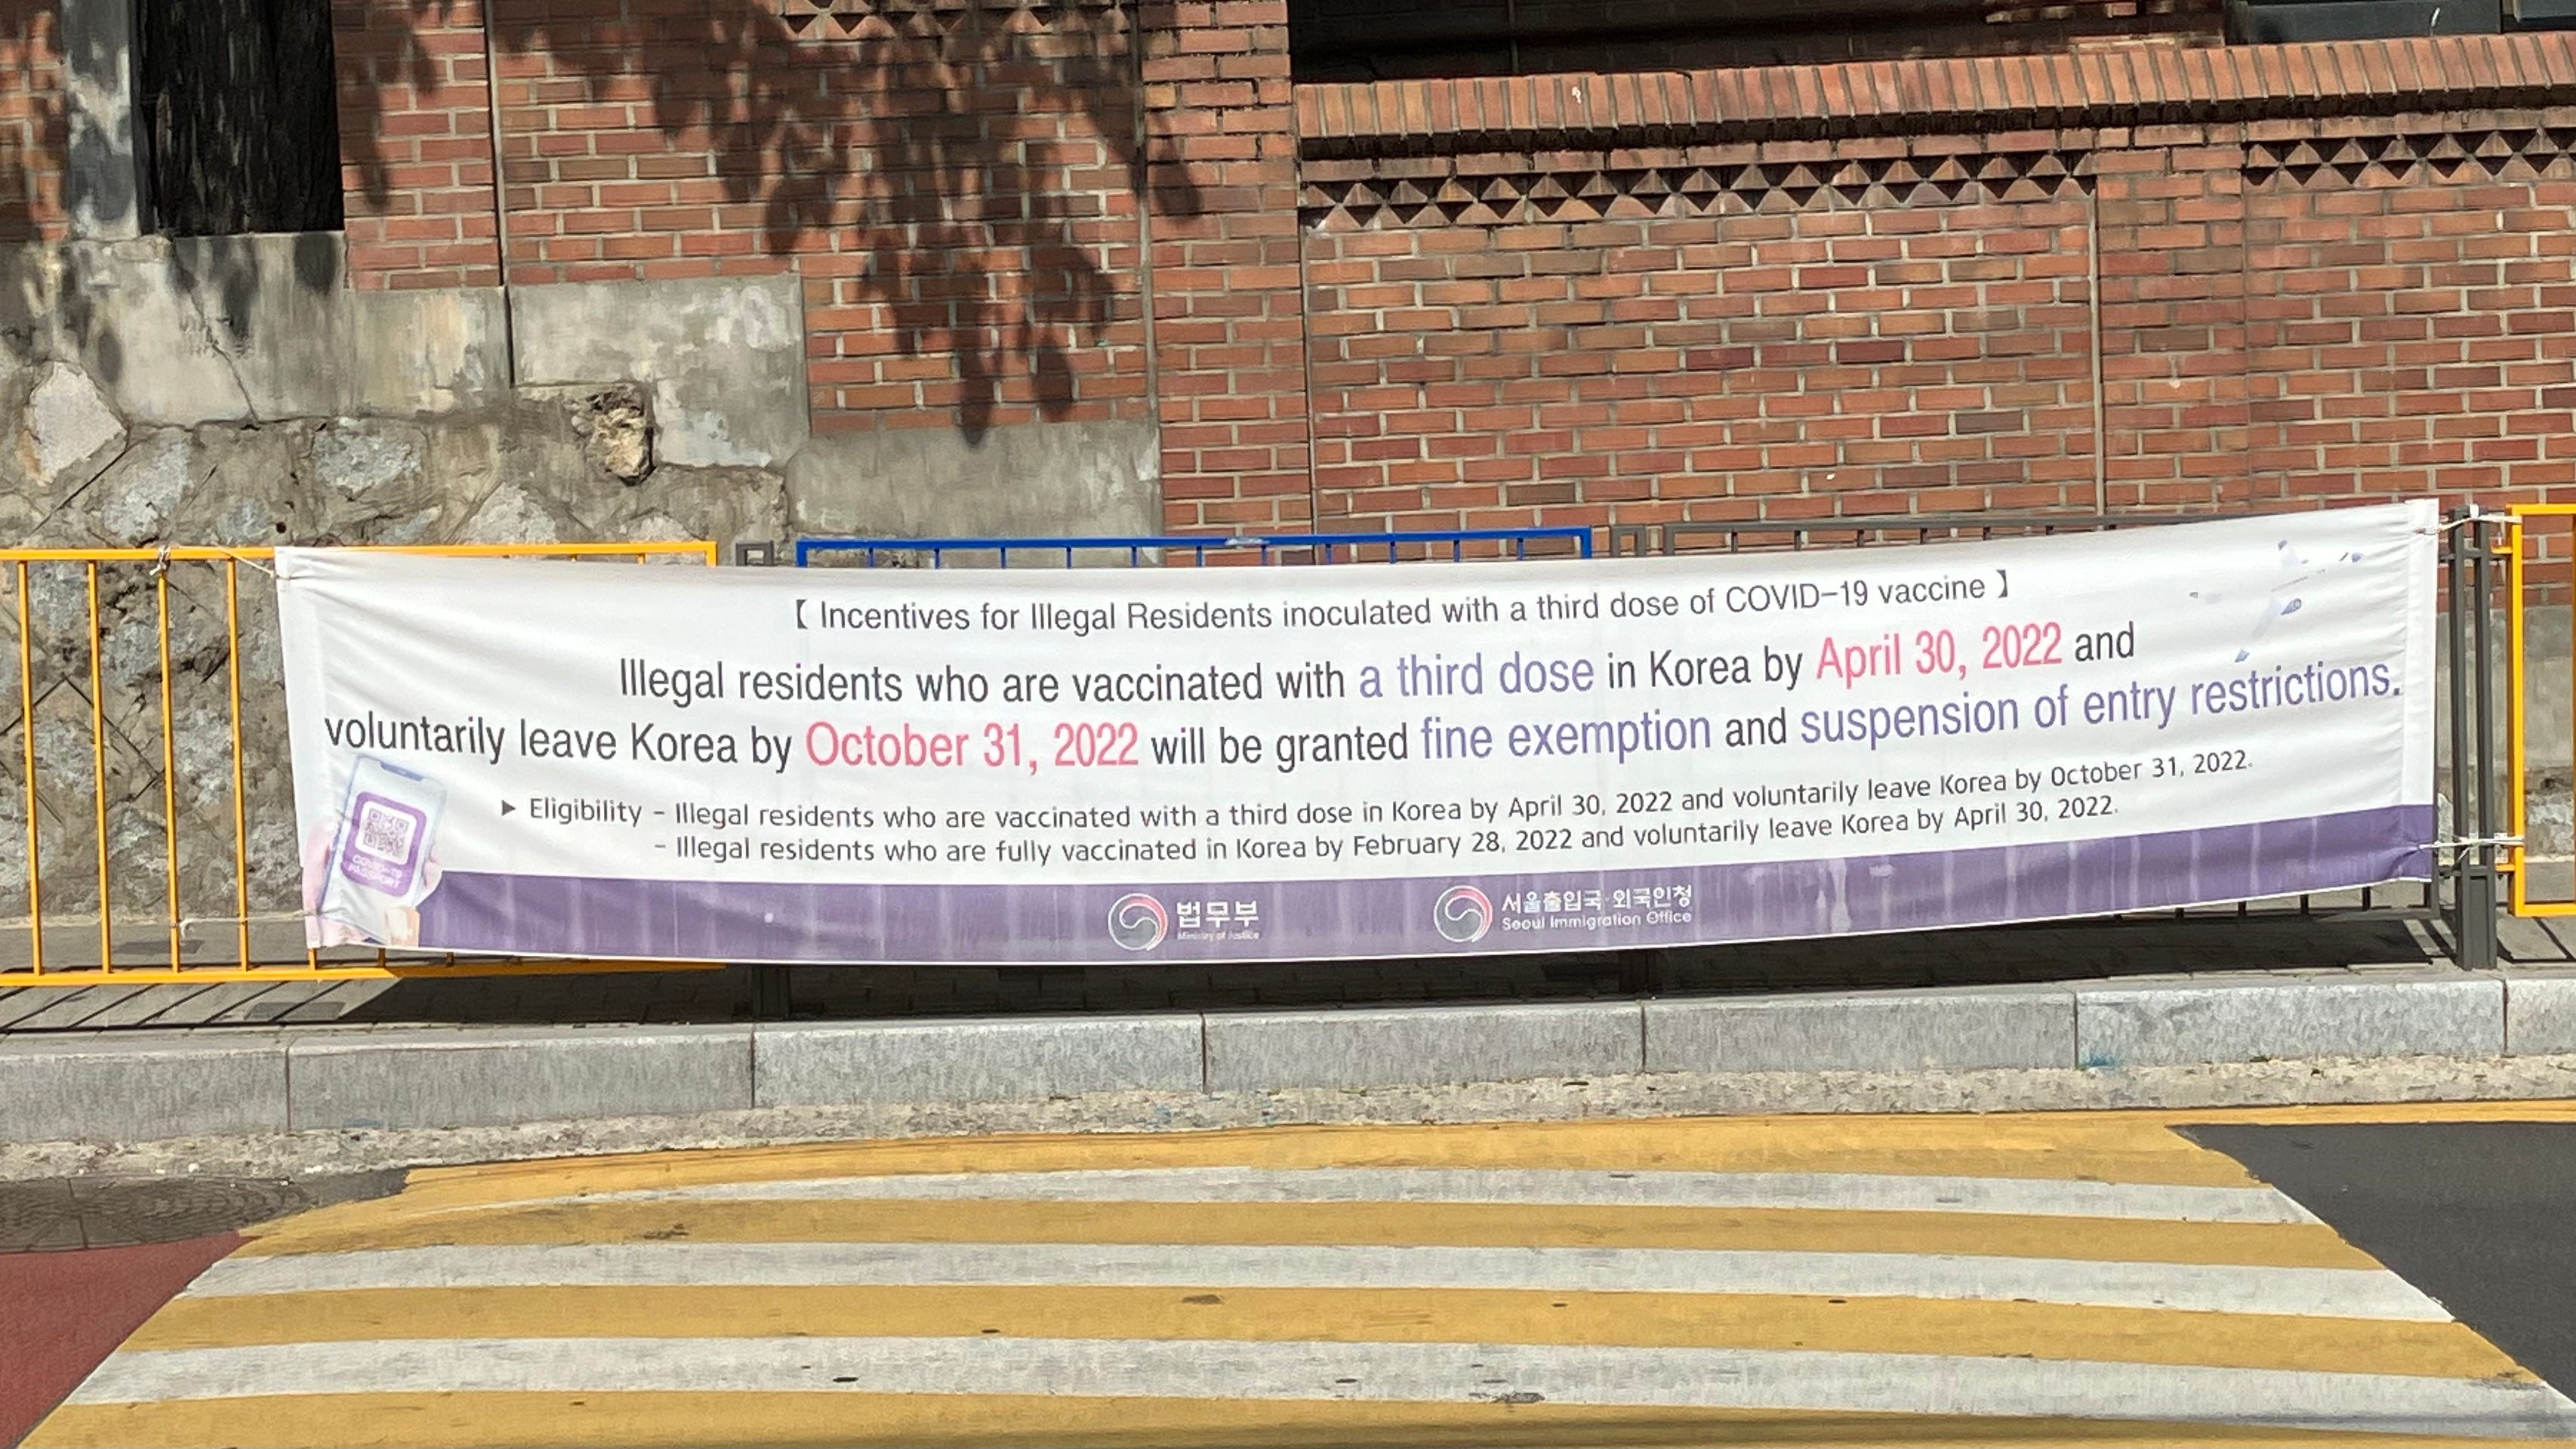 【 Incentives for Illegal Residents inoculated with a third dose of COVID-19 vaccine 】
Illegal residents who are vaccinated with a third dose in Korea by April 30, 2022 and
voluntarily leave Korea by October 31, 2022 will be granted fine exemption and suspension of entry restrictions.
▶ Eligibility - Illegal residents who are vaccinated with a third dose in Korea by April 30, 2022 and voluntarily leave Korea by October 31, 2022.
- Illegal residents who are fully vaccinated in Korea by February 28, 2022 and voluntarily leave Korea by April 30, 2022.
COVID-19
PASSPORT
법무부
Ministry of Justice
서울출입국·외국인청
Seoul Immigration Office